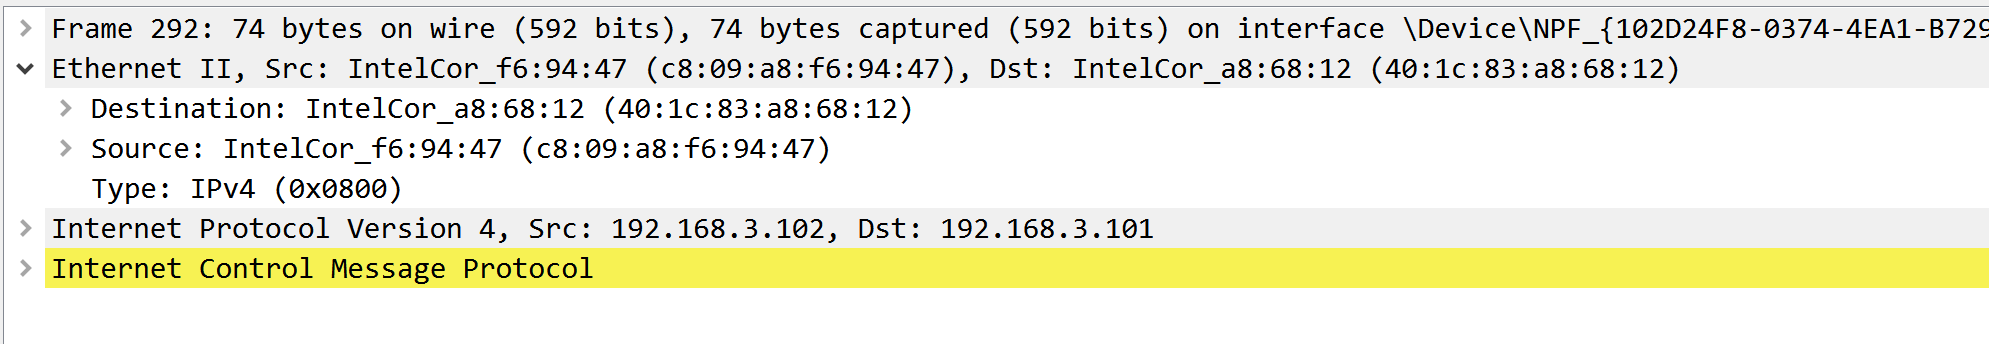 Frame 292: 74 bytes on wire (592 bits), 74 bytes captured (592 bits) on interface \Device\NPF_{102D24F8-0374-4EA1-B729
Ethernet II, Src: IntelCor_f6:94:47 (c8:09:a8:f6:94:47), Dst: IntelCor_a8:68:12 (40:1c:83:a8:68:12)
Destination: IntelCor_a8:68:12 (40:1c:83:a8:68:12)
Source: IntelCor_f6:94:47 (c8:09:a8:f6:94:47)
Type: IPv4 (0x0800)
Internet Protocol Version 4, Src: 192.168.3.102, Dst: 192.168.3.101
Internet Control Message Protocol